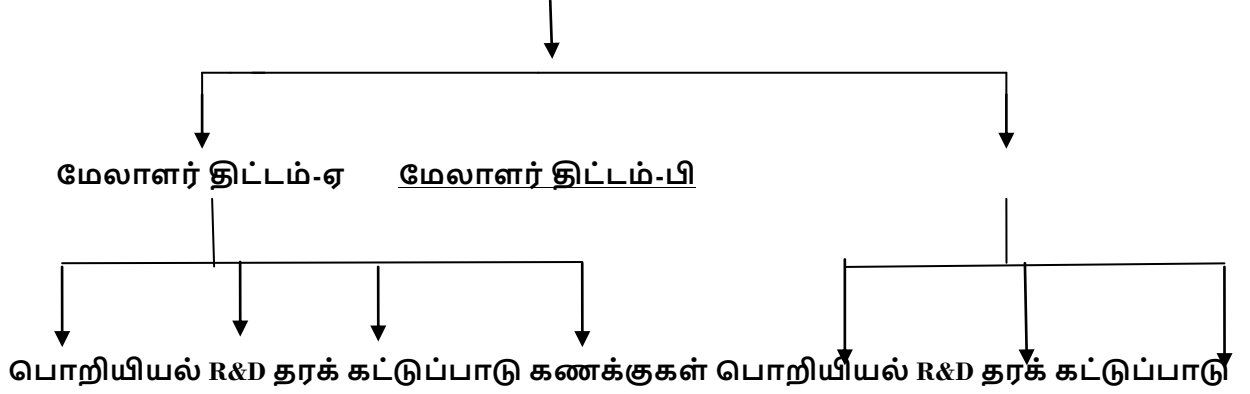 மேலாளர் திட்டம்-ஏ மேலாளர் திட்டம்-பி
பொறியியல் R&D தரக் கட்டுப்பாடு கணக்குகள் பொறியியல் R&D தரக் கட்டுப்பாடு